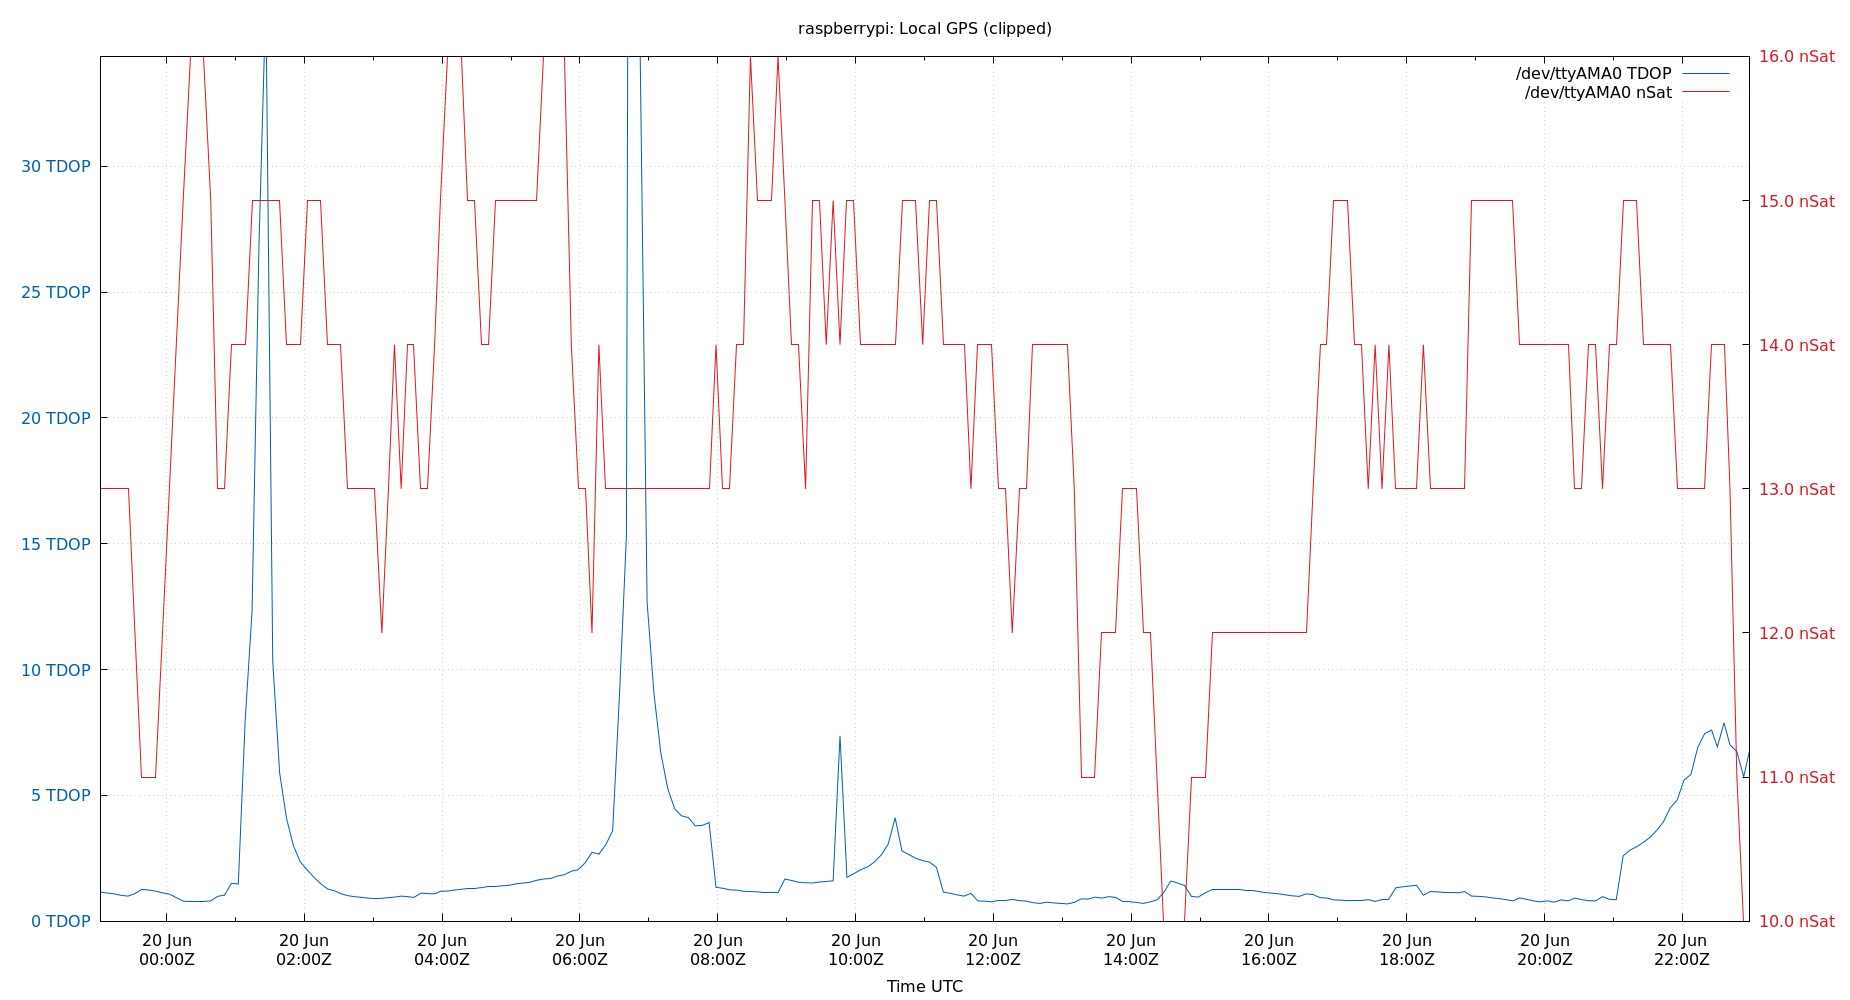 raspberrypi: Local GPS (clipped)
/dev/ttyAMA0 TDOP
/dev/ttyAMA0 nSat
30 TDOP
25 TDOP
20 TDOP
15 TDOP
10 TDOP
5 TDOP
0 TDOP
16.0 nSat
15.0 nSat
14.0 nSat
13.0 nSat
12.0 nSat
11.0 nSat
10.0 nSat
20 Jun 20 Jun 20 Jun 20 Jun 20 Jun 20 Jun 20 Jun 20 Jun 20 Jun 20 Jun 20 Jun 20 Jun
00:00Z 02:00Z 04:00Z 06:00Z 08:00Z 10:00Z 12:00Z 14:00Z 16:00Z 18:00Z 20:00Z 22:00Z
Time UTC